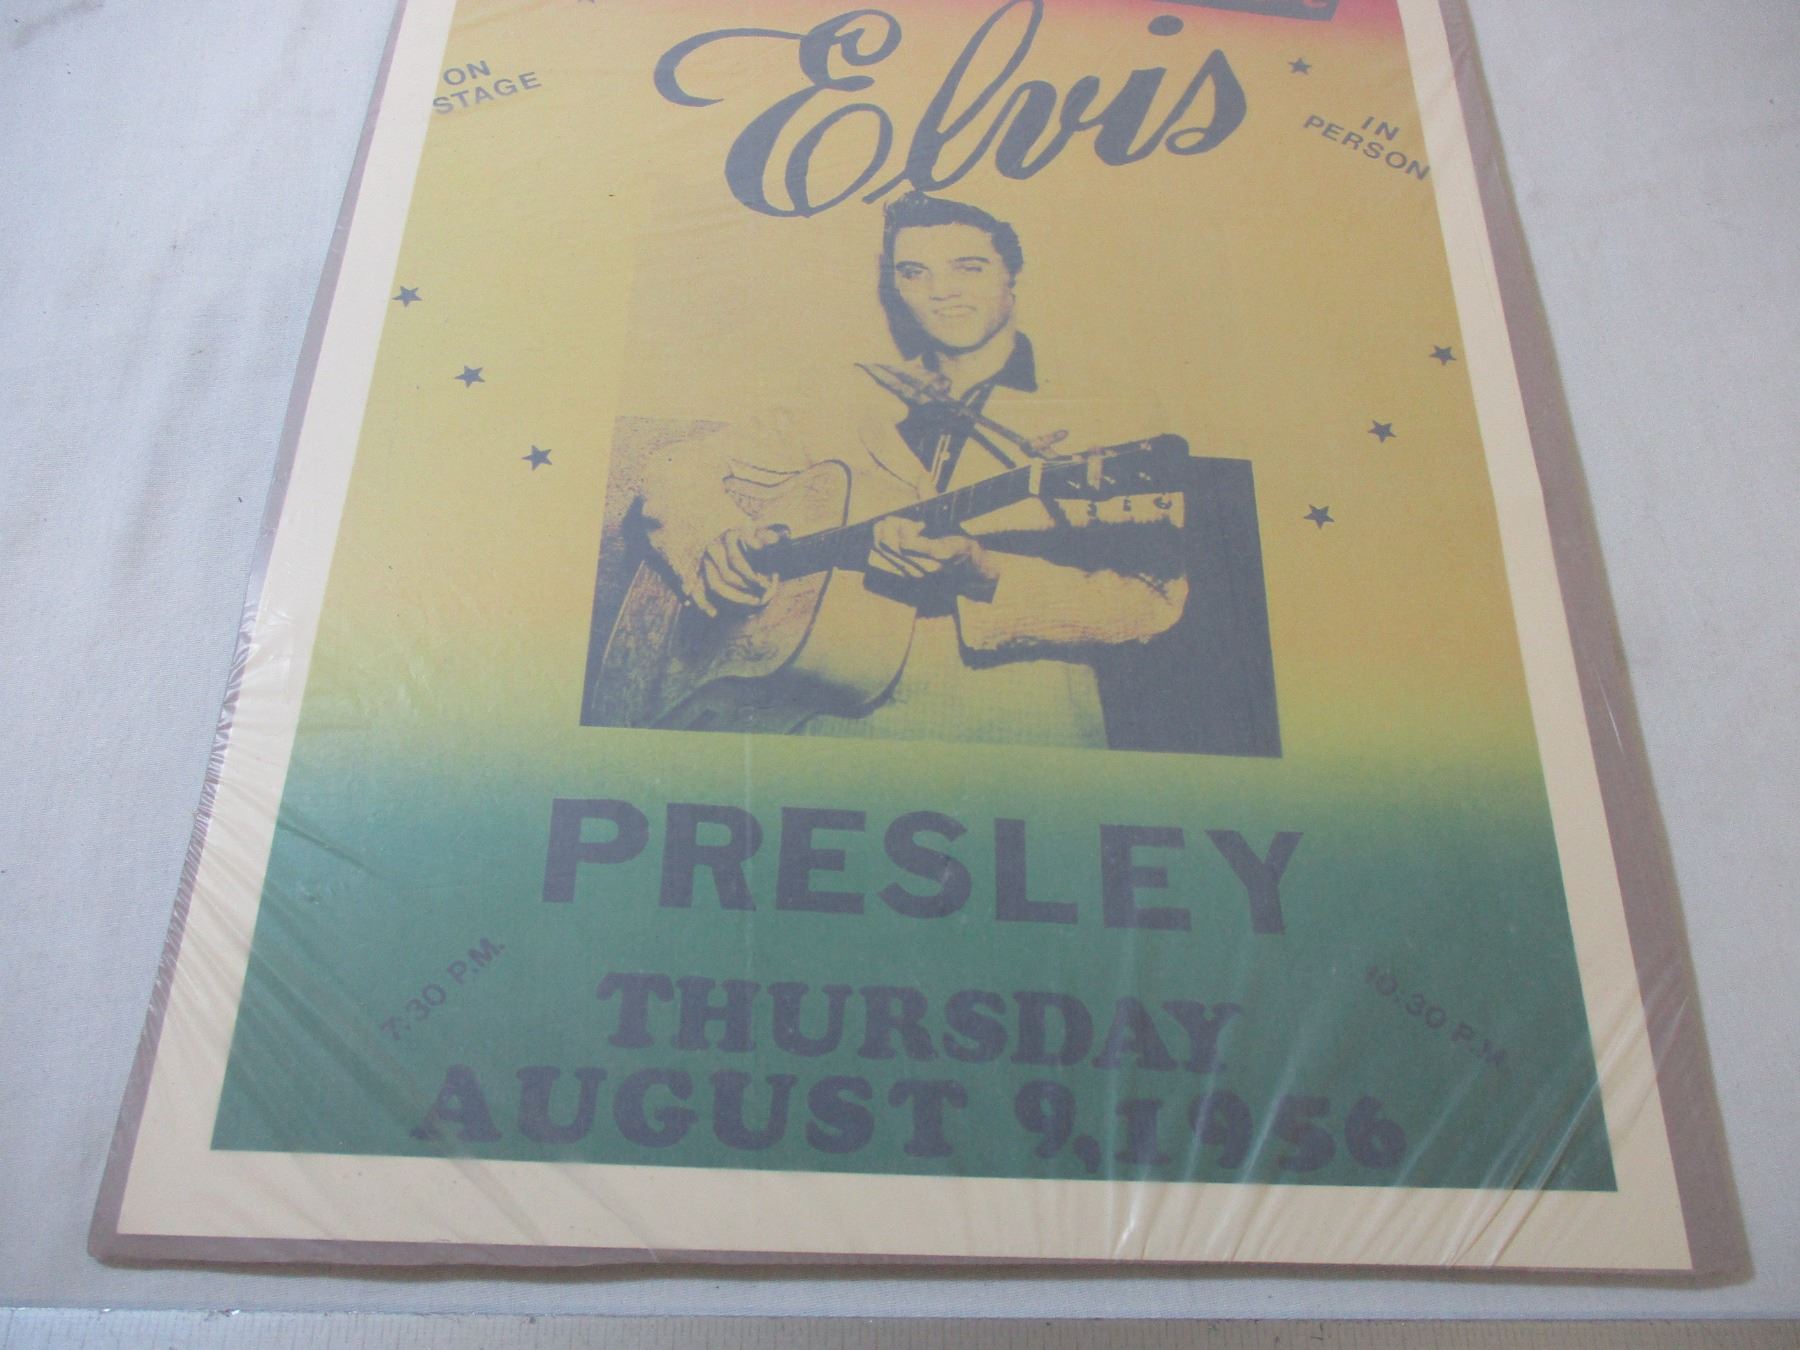 Elvis
ON
STAGE
IN
PERSON
PRESLEY
7:30 P.M.
10:30 P.M.
THURSDAY
AUGUST 9, 1956